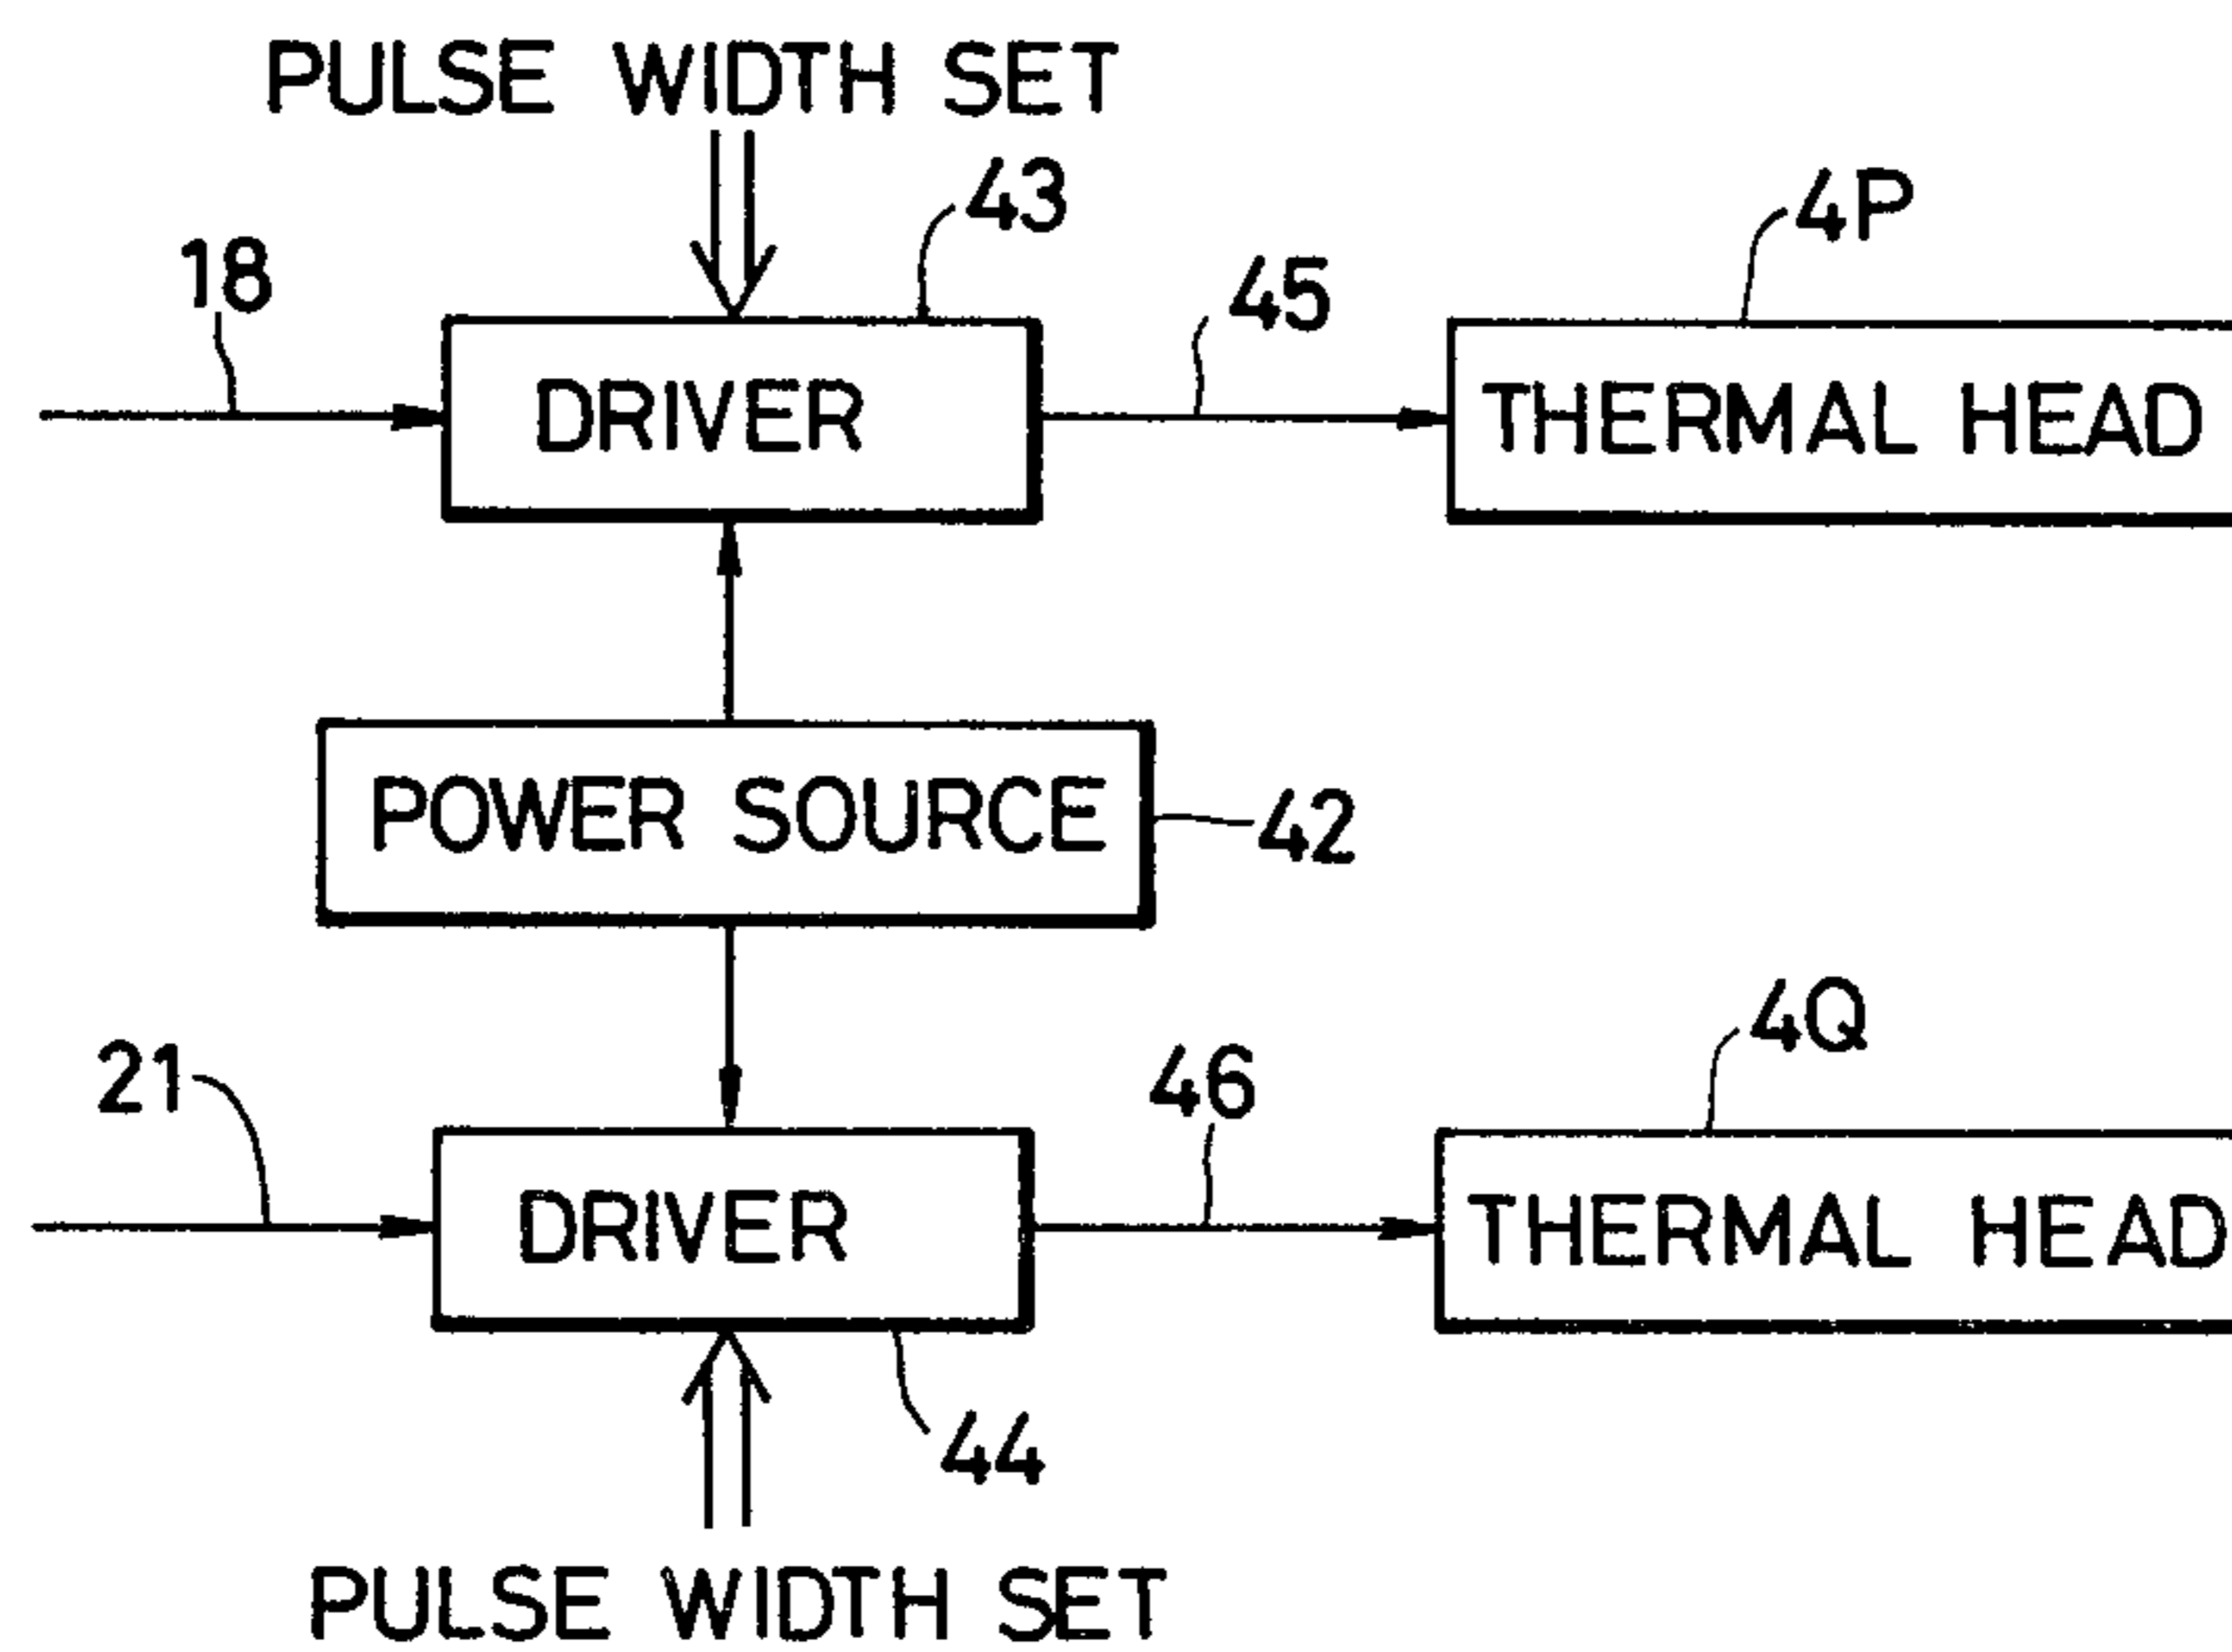 PULSE WIDTH SET
43
4P
18
45
DRIVER
THERMAL HEAD
POWER SOURCE
42
4Q
21
46
DRIVER
THERMAL HEAD
44
PULSE WIDTH SET